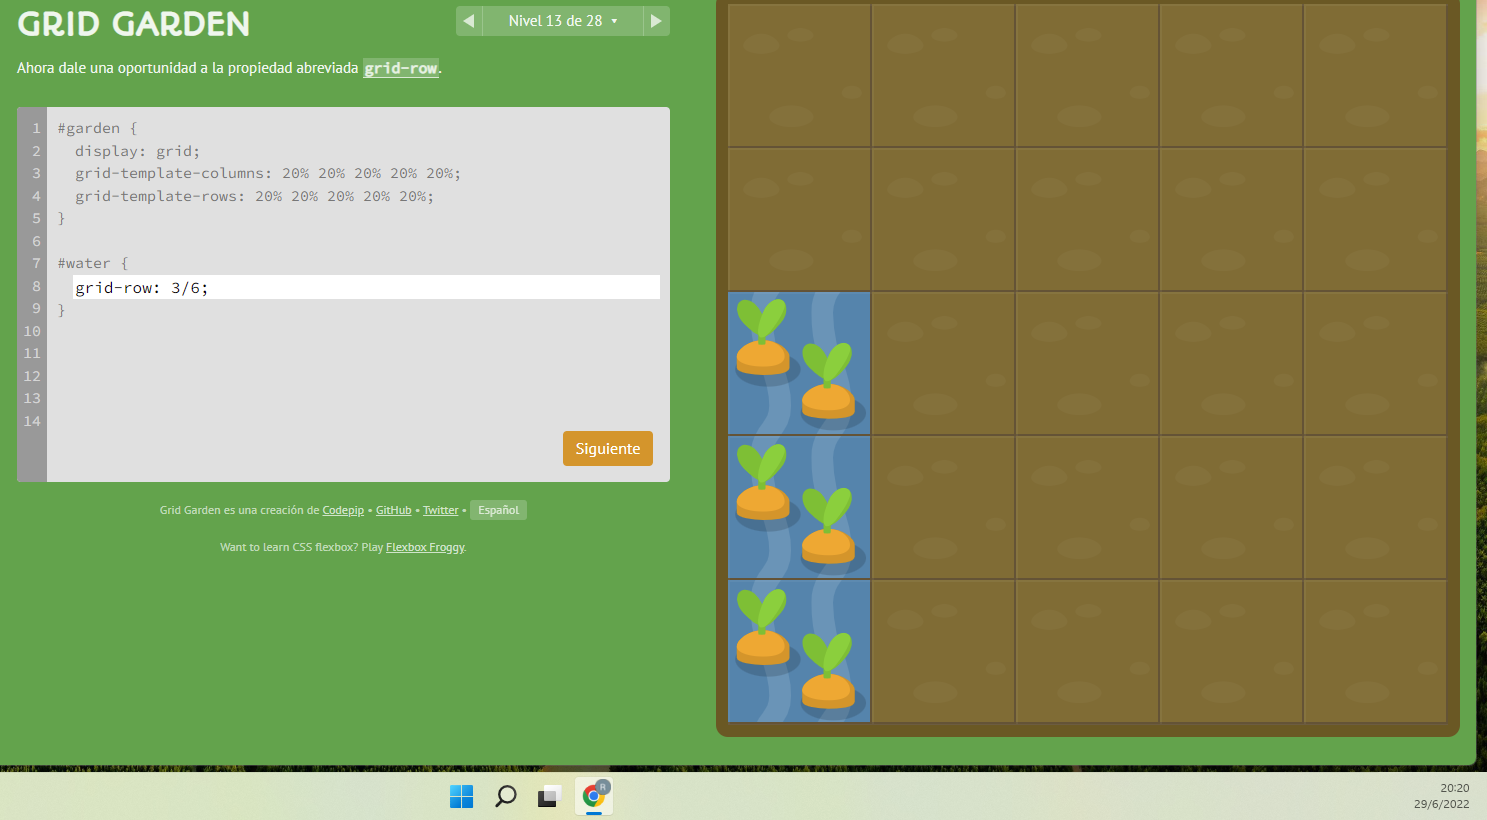 GRID GARDEN
Nivel 13 de 28
Ahora dale una oportunidad a la propiedad abreviada grid-row.
1 #garden {
2 display: grid;
3 grid-template-columns: 20% 20% 20% 20% 20%;
4 grid-template-rows: 20% 20% 20% 20% 20%;
5 }
6
7 #water {
8 grid-row: 3/6;
9 }
10
11
12
13
14
Siguiente
Grid Garden es una creación de Codepip • GitHub • Twitter • Español
Want to learn CSS flexbox? Play Flexbox Froggy.
R
20:20
29/6/2022